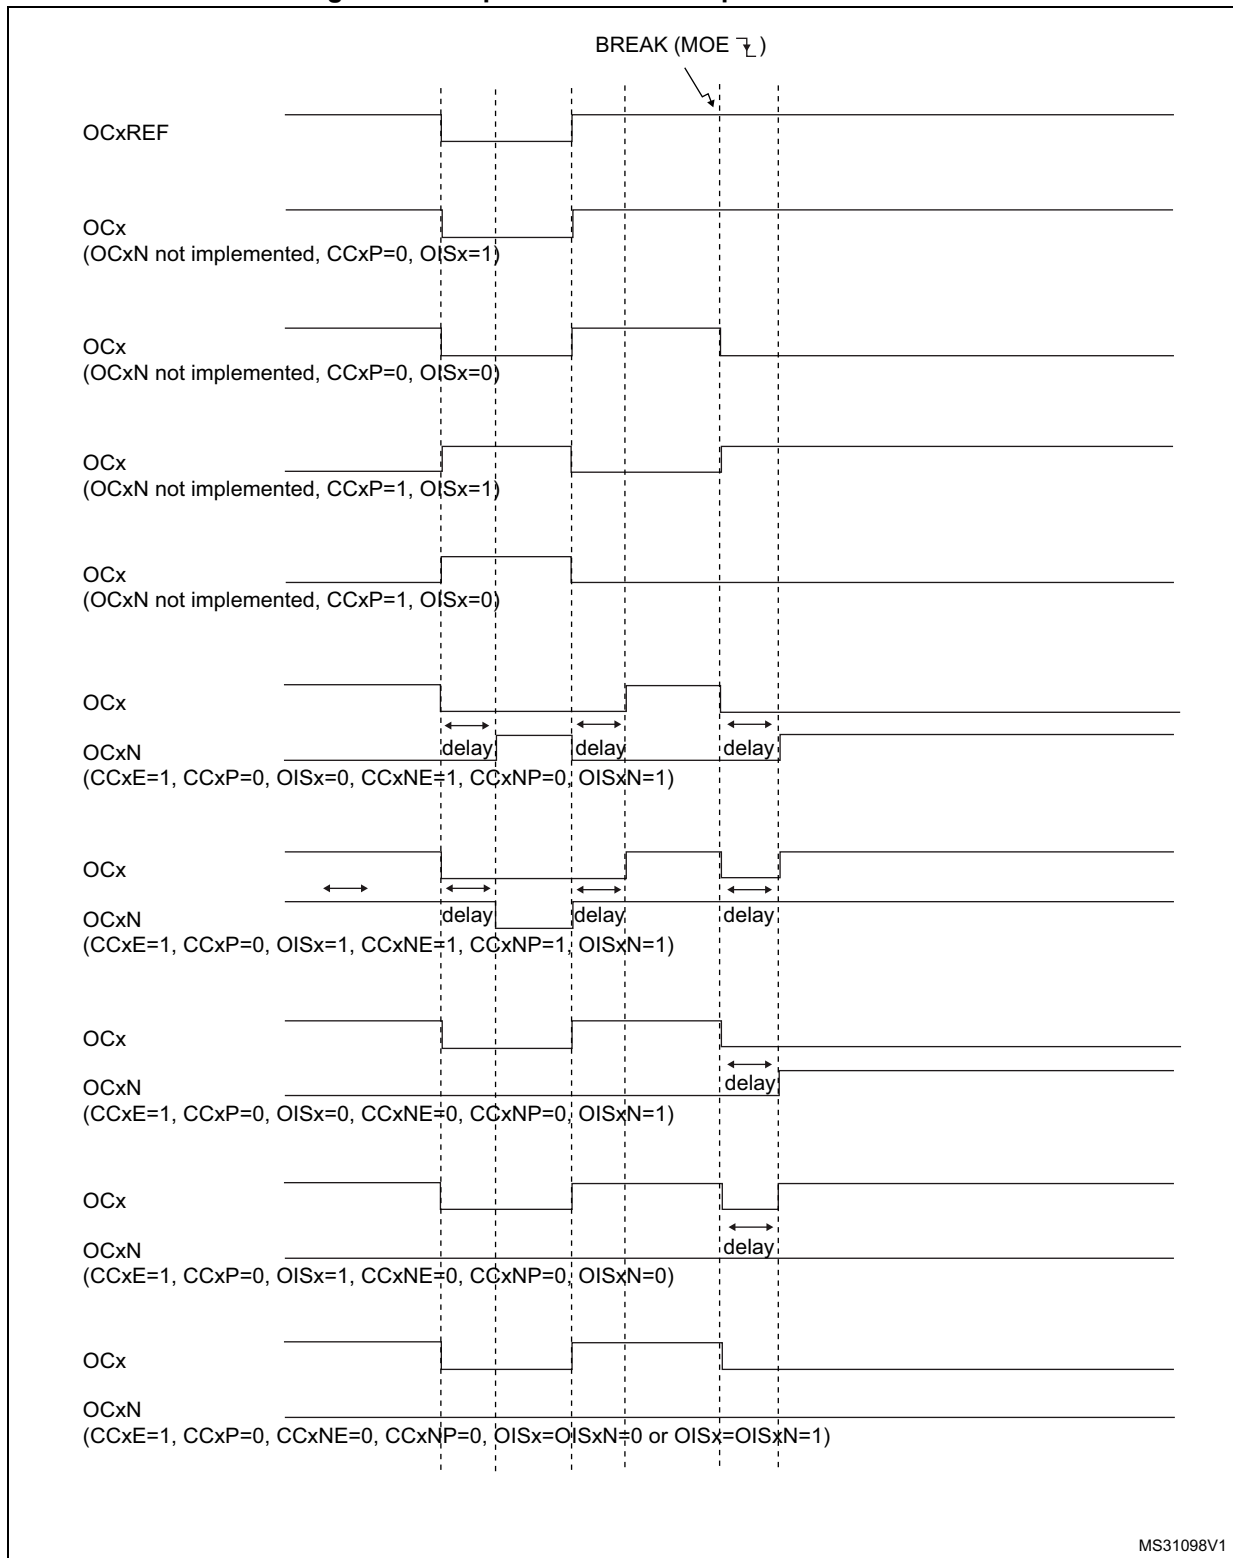 BREAK (MOE )
OCxREF
OCx
(OCxN not implemented, CCxP=0, OISx=1)
OCx
(OCxN not implemented, CCxP=0, OISx=0)
OCx
(OCxN not implemented, CCxP=1, OISx=1)
OCx
(OCxN not implemented, CCxP=1, OISx=0)
OCx
OCxN delay delay delay
(CCxE=1, CCxP=0, OISx=0, CCxNE=1, CCxNP=0, OISxN=1)
OCx
OCxN delay delay delay
(CCxE=1, CCxP=0, OISx=1, CCxNE=1, CCxNP=1, OISxN=1)
OCx
OCxN delay
(CCxE=1, CCxP=0, OISx=0, CCxNE=0, CCxNP=0, OISxN=1)
OCx
OCxN delay
(CCxE=1, CCxP=0, OISx=1, CCxNE=0, CCxNP=0, OISxN=0)
OCx
OCxN
(CCxE=1, CCxP=0, CCxNE=0, CCxNP=0, OISx=OISxN=0 or OISx=OISxN=1)
MS31098V1